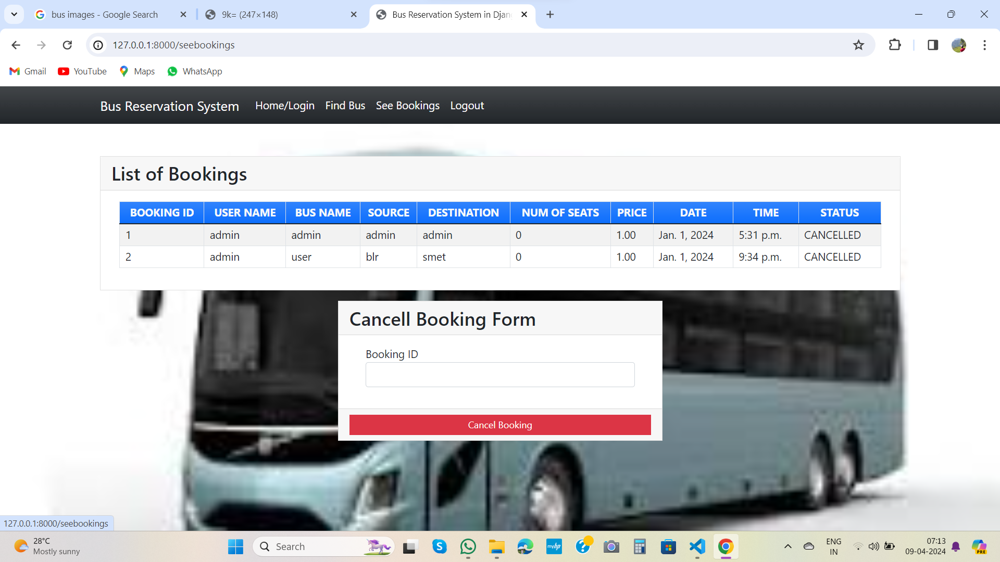 bus images - Google Search
9k= (247×148)
Bus Reservation System in Djan
127.0.0.1:8000/seebookings
Gmail
YouTube
Maps
WhatsApp
Bus Reservation System
Home/Login
Find Bus
See Bookings
Logout
List of Bookings
BOOKING ID USER NAME BUS NAME SOURCE DESTINATION NUM OF SEATS PRICE DATE TIME STATUS
1 admin admin admin admin 0 1.00 Jan. 1, 2024 5:31 p.m. CANCELLED
2 admin user blr smet 0 1.00 Jan. 1, 2024 9:34 p.m. CANCELLED
Cancell Booking Form
Booking ID
Cancel Booking
127.0.0.1:8000/seebookings
28°C
Mostly sunny
Search
myhp
ENG
IN
07:13
09-04-2024
PRE